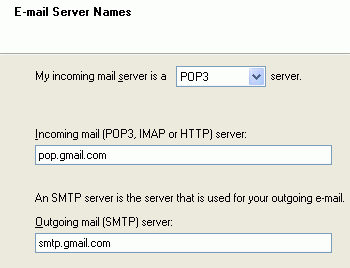 E-mail Server Names
My incoming mail server is a POP3 server.
Incoming mail (POP3, IMAP or HTTP) server:
pop.gmail.com
An SMTP server is the server that is used for your outgoing e-mail.
Outgoing mail (SMTP) server:
smtp.gmail.com